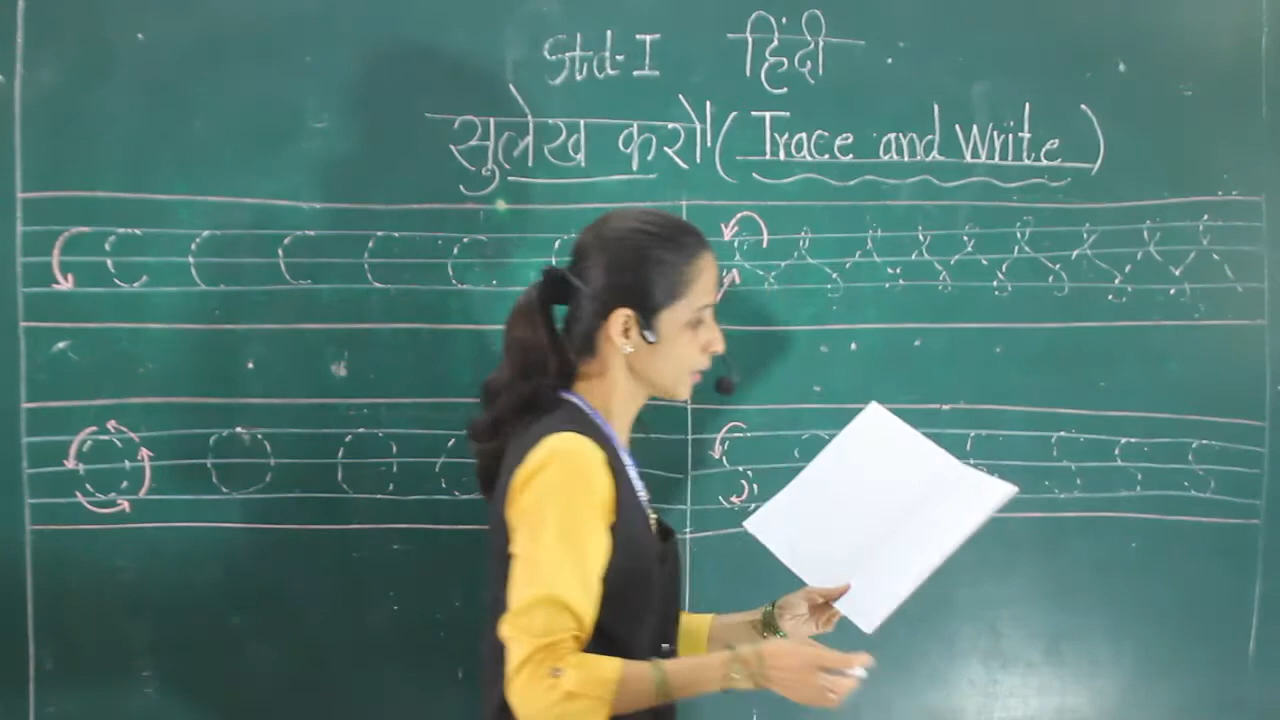 Std-I हिंदी
सुलेख करो। (Trace and Write)